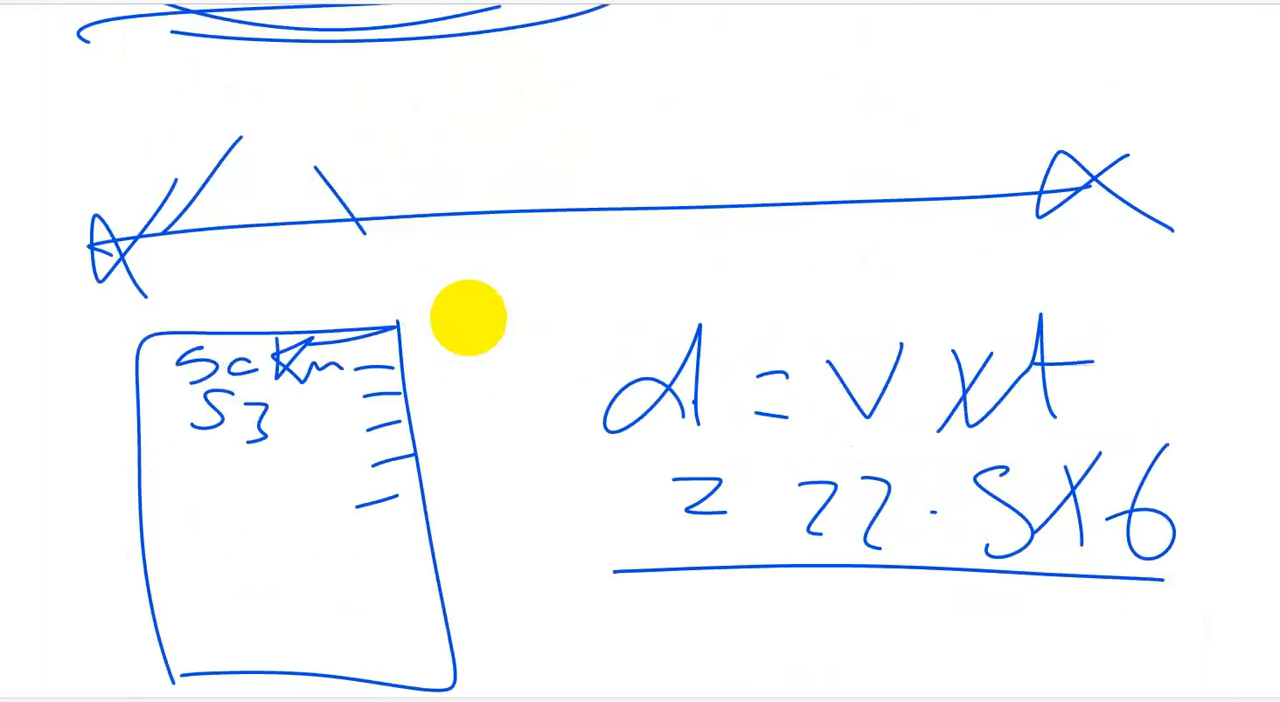 50 Km
53
d = v x t
= 22.5 x 6